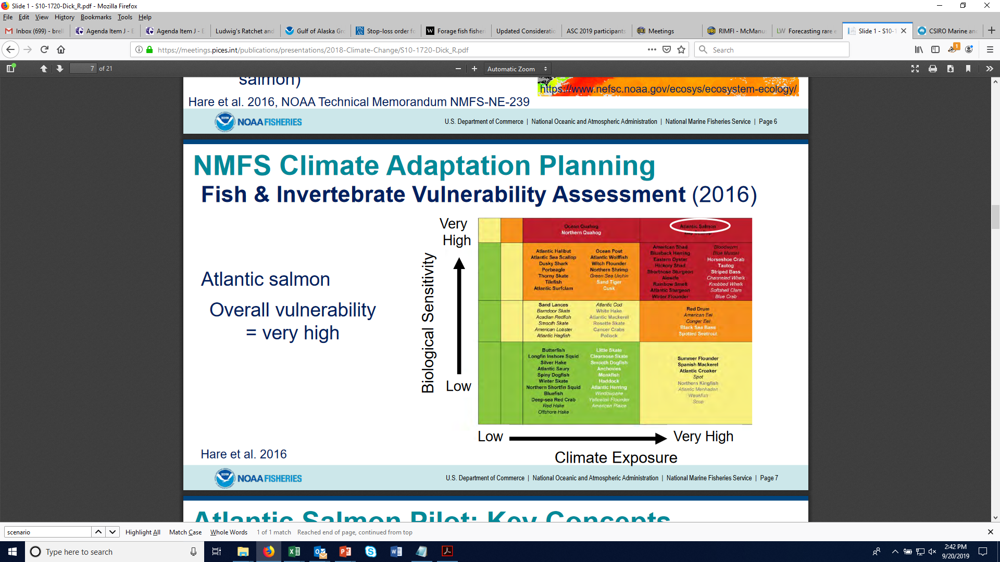 Slide 1 - S10-1720-Dick_R.pdf - Mozilla Firefox
File Edit View History Bookmarks Tools Help
Inbox (699) - brell
Agenda Item J - E
Agenda Item J - E
Ludwig's Ratchet and
Gulf of Alaska Gro
Stop-loss order fo
Forage fish fisheri
Updated Consideratio
ASC 2019 participants
Meetings
RIMFI - McManus
Forecasting rare e
Slide 1 - S10-1
CSIRO Marine and
https://meetings.pices.int/publications/presentations/2018-Climate-Change/S10-1720-Dick_R.pdf
Search
7 of 21
Automatic Zoom
salmon)
https://www.nefsc.noaa.gov/ecosys/ecosystem-ecology/
Hare et al. 2016, NOAA Technical Memorandum NMFS-NE-239
NOAA FISHERIES
U.S. Department of Commerce | National Oceanic and Atmospheric Administration | National Marine Fisheries Service | Page 6
NMFS Climate Adaptation Planning
Fish & Invertebrate Vulnerability Assessment (2016)
Atlantic salmon
Overall vulnerability
= very high
Very
High
Biological Sensitivity
Low
Ocean Quahog
Northern Quahog
Atlantic Salmon
Atlantic Halibut
Atlantic Sea Scallop
Dusky Shark
Porbeagle
Thorny Skate
Tilefish
Atlantic Surfclam
Ocean Pout
Atlantic Wolffish
Witch Flounder
Northern Shrimp
Green Sea Urchin
Sand Tiger
Cusk
American Shad
Blueback Herring
Eastern Oyster
Hickory Shad
Shortnose Sturgeon
Alewife
Rainbow Smelt
Atlantic Sturgeon
Winter Flounder
Bloodworm
Blue Mussel
Horseshoe Crab
Tautog
Striped Bass
Channeled Whelk
Knobbed Whelk
Softshell Clam
Blue Crab
Sand Lances
Barndoor Skate
Acadian Redfish
Smooth Skate
American Lobster
Atlantic Hagfish
Atlantic Cod
White Hake
Atlantic Mackerel
Rosette Skate
Cancer Crabs
Pollock
Red Drum
American Eel
Conger Eel
Black Sea Bass
Spotted Seatrout
Butterfish
Longfin Inshore Squid
Silver Hake
Atlantic Saury
Spiny Dogfish
Winter Skate
Northern Shortfin Squid
Bluefish
Deep-sea Red Crab
Red Hake
Offshore Hake
Little Skate
Clearnose Skate
Smooth Dogfish
Anchovies
Monkfish
Haddock
Atlantic Herring
Windowpane
Yellowtail Flounder
American Plaice
Summer Flounder
Spanish Mackerel
Atlantic Croaker
Spot
Northern Kingfish
Atlantic Menhaden
Weakfish
Scup
Low
Very High
Climate Exposure
Hare et al. 2016
NOAA FISHERIES
U.S. Department of Commerce | National Oceanic and Atmospheric Administration | National Marine Fisheries Service | Page 7
Atlantic Salmon Pilot: Key Concepts
scenario
Highlight All Match Case Whole Words 1 of 1 match Reached end of page, continued from top
Type here to search
2:42 PM
9/20/2019